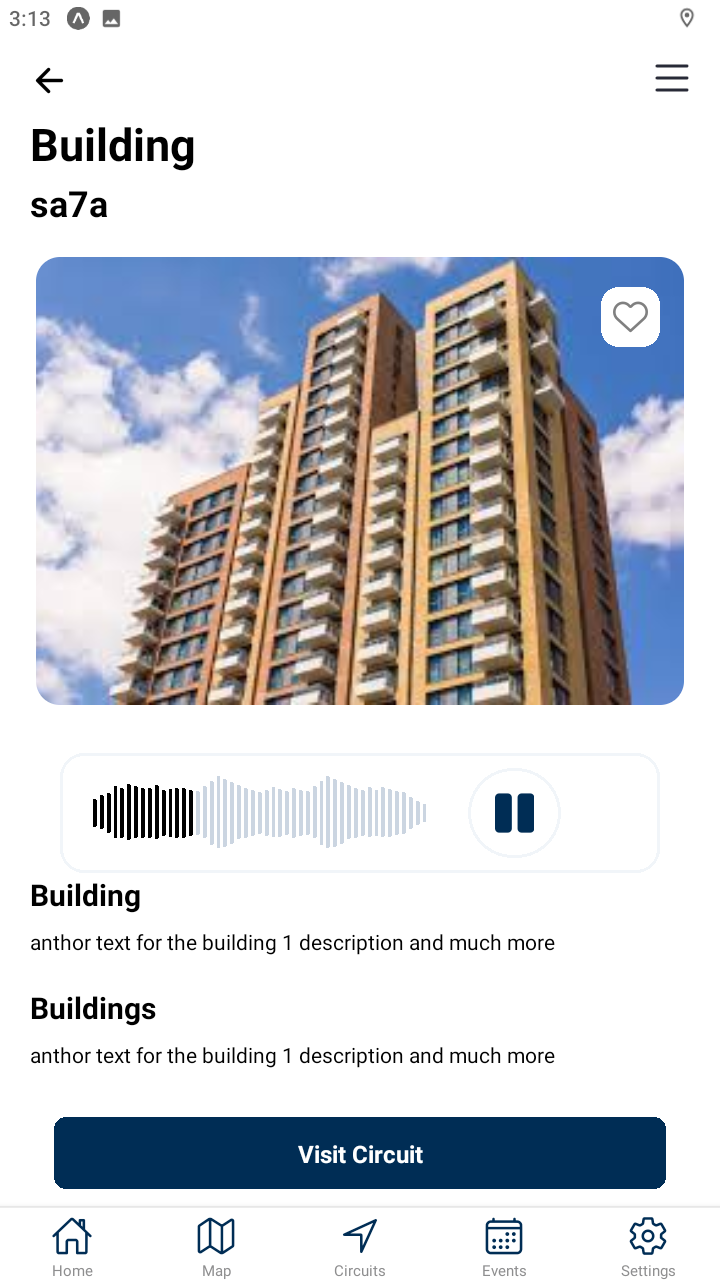 3:13
Building
sa7a
Building
anthor text for the building 1 description and much more
Buildings
anthor text for the building 1 description and much more
Visit Circuit
Home
Map
Circuits
Events
Settings